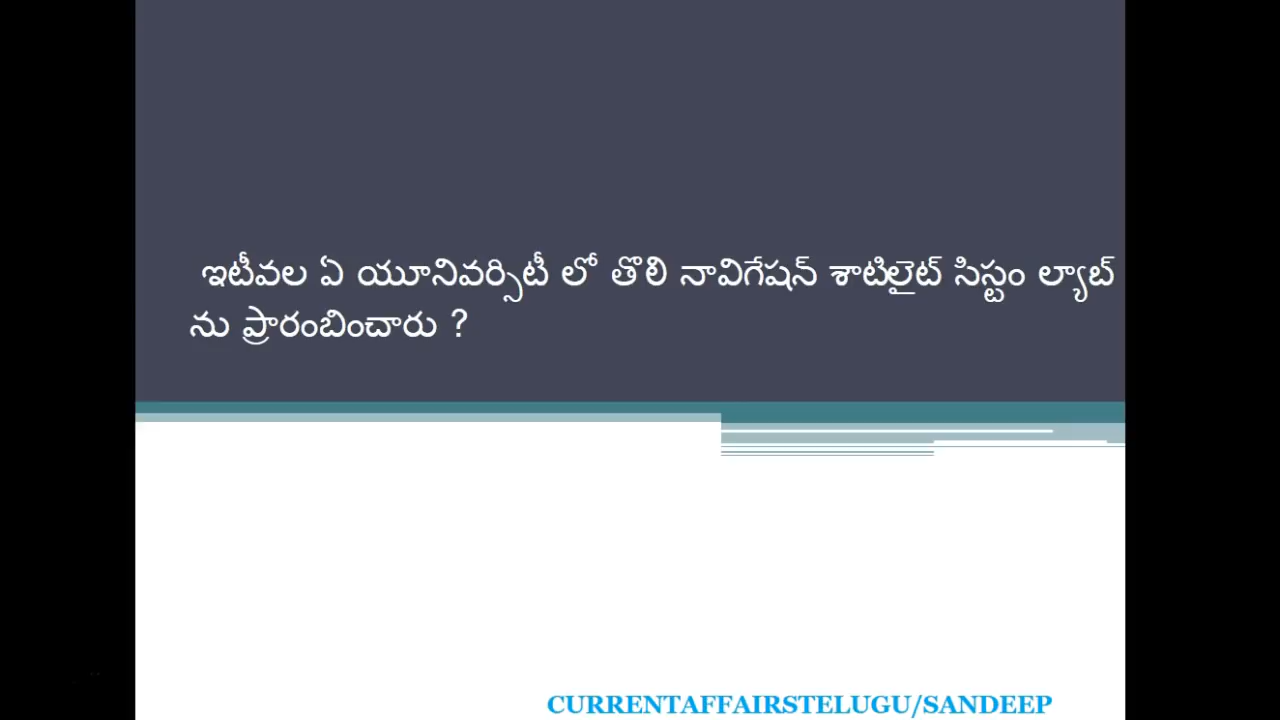 ఇటీవల ఏ యూనివర్సిటీ లో తొలి నావిగేషన్ శాటిలైట్ సిస్టం ల్యాబ్
ను ప్రారంబించారు ?
CURRENTAFFAIRSTELUGU/SANDEEP